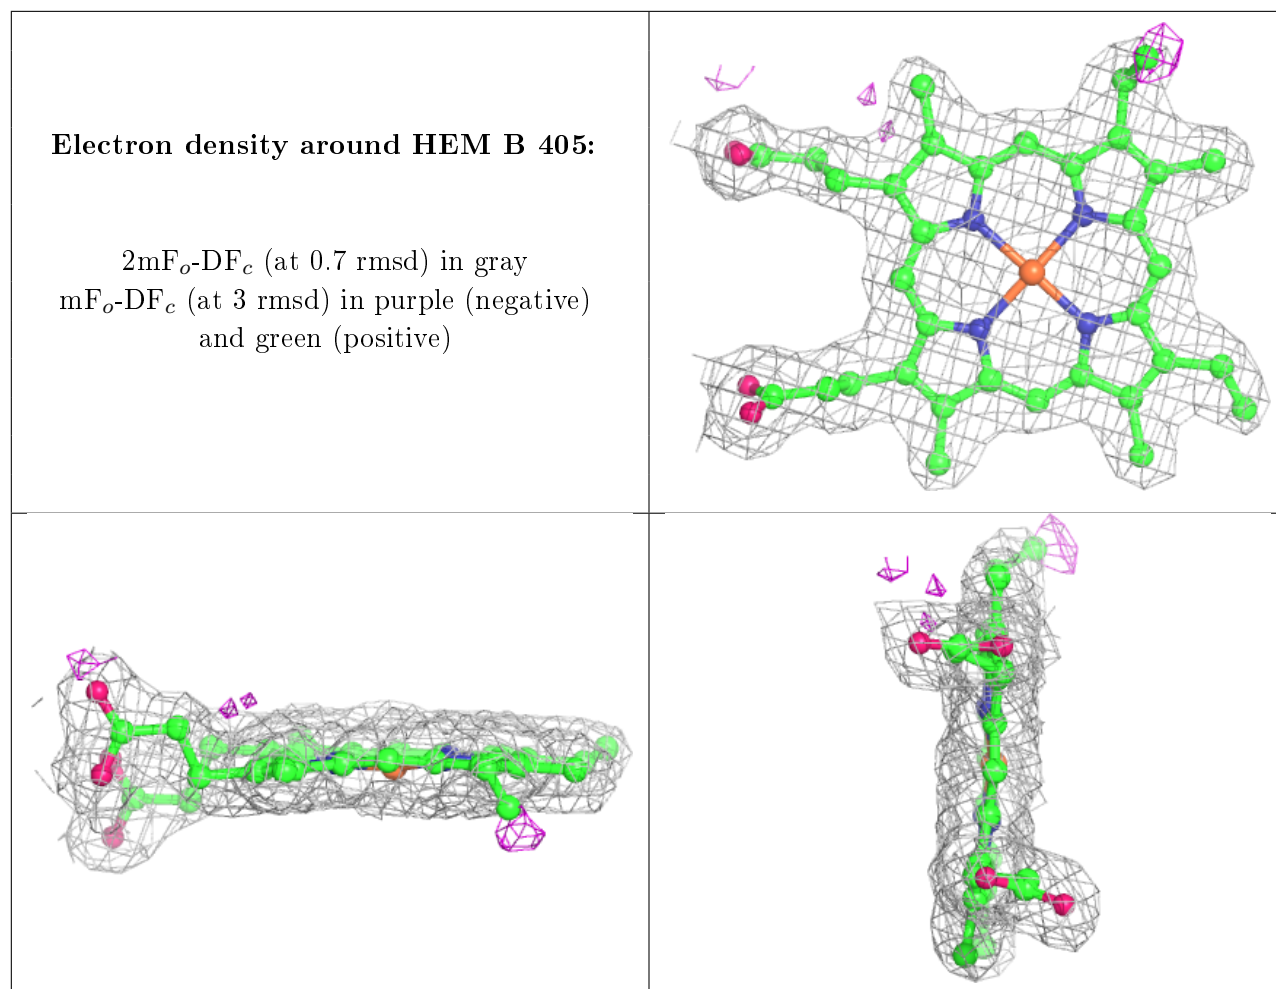 Electron density around HEM B 405:
2mFo-DFc (at 0.7 rmsd) in gray
mFo-DFc (at 3 rmsd) in purple (negative)
and green (positive)